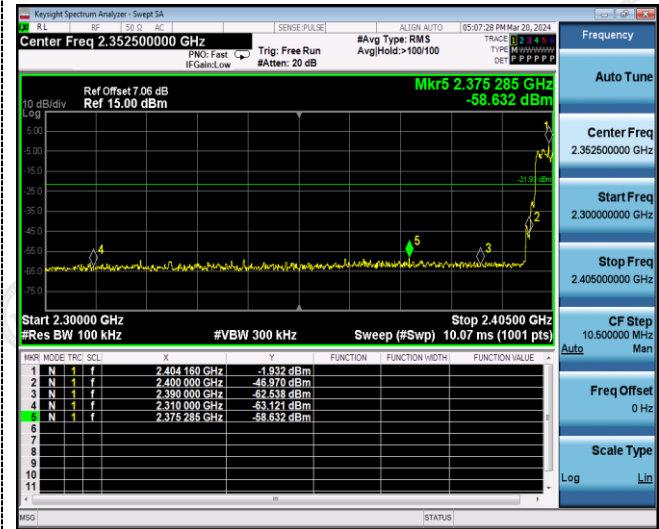 Keysight Spectrum Analyzer - Swept SA
RL RF 50 Ω AC SENSE:PULSE ALIGN AUTO 05:07:28 PM Mar 20, 2024
Center Freq 2.352500000 GHz
PNO: Fast
IFGain:Low
Trig: Free Run
#Atten: 20 dB
#Avg Type: RMS
Avg|Hold:>100/100
TRACE 1 2 3 4 5 6
TYPE M WWWWW
DET P P P P P P
Frequency
Auto Tune
Center Freq
2.352500000 GHz
Start Freq
2.300000000 GHz
Stop Freq
2.405000000 GHz
CF Step
10.500000 MHz
Auto Man
Freq Offset
0 Hz
Scale Type
Log Lin
Mkr5 2.375 285 GHz
-58.632 dBm
Ref Offset 7.06 dB
10 dB/div Ref 15.00 dBm
Log
5.00
-5.00
-15.0
-25.0
-35.0
-45.0
-55.0
-65.0
-75.0
1
2
3
4
5
Start 2.30000 GHz Stop 2.40500 GHz
#Res BW 100 kHz #VBW 300 kHz Sweep (#Swp) 10.07 ms (1001 pts)
MKR MODE TRC SCL X Y FUNCTION FUNCTION WIDTH FUNCTION VALUE
1 N 1 f 2.404 160 GHz -1.932 dBm
2 N 1 f 2.400 000 GHz -46.970 dBm
3 N 1 f 2.390 000 GHz -62.538 dBm
4 N 1 f 2.310 000 GHz -63.121 dBm
5 N 1 f 2.375 285 GHz -58.632 dBm
6
7
8
9
10
11
MSG STATUS